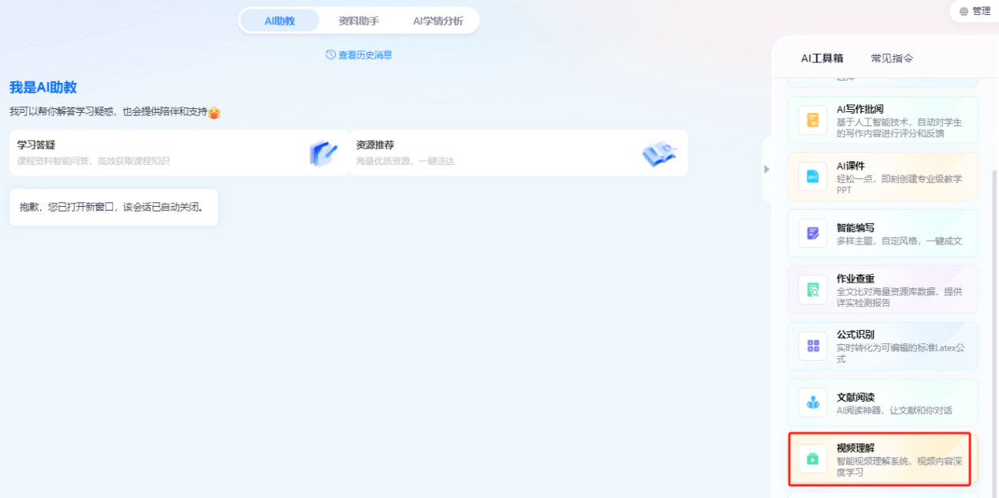 AI助教
资料助手
AI学情分析
管理
查看历史消息
我是AI助教
我可以帮你解答学习疑惑，也会提供陪伴和支持
学习答疑
课程资料智能问答，高效获取课程知识
资源推荐
海量优质资源，一键送达
抱歉，您已打开新窗口，该会话已自动关闭。
AI工具箱
常见指令
AI写作批阅
基于人工智能技术，自动对学生
的写作内容进行评分和反馈
AI课件
轻松一点，即刻创建专业级教学
PPT
智能编写
多样主题，自定风格，一键成文
作业查重
全文比对海量资源库数据，提供
详实检测报告
公式识别
实时转化为可编辑的标准Latex公
式
文献阅读
AI阅读神器，让文献和你对话
视频理解
智能视频理解系统，视频内容深
度学习